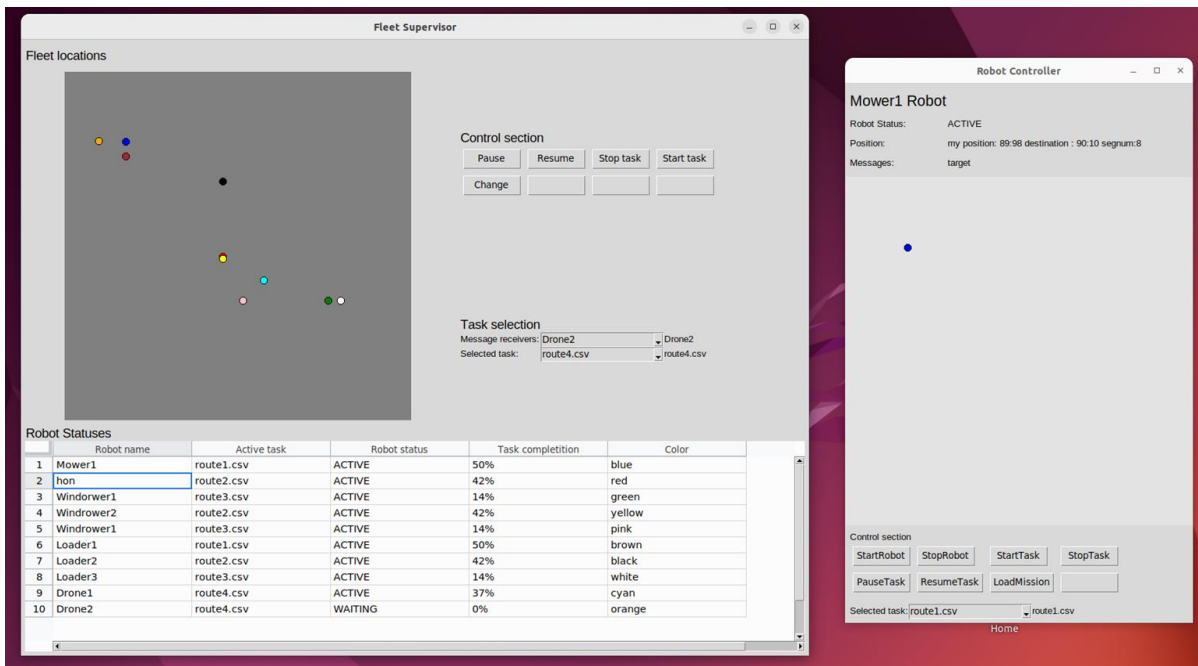 Fleet Supervisor
Fleet locations
Control section
Pause Resume Stop task Start task
Change
Task selection
Message receivers: Drone2 Drone2
Selected task: route4.csv route4.csv
Robot Statuses
Robot name Active task Robot status Task completition Color
1 Mower1 route1.csv ACTIVE 50% blue
2 hon route2.csv ACTIVE 42% red
3 Windorwer1 route3.csv ACTIVE 14% green
4 Windrower2 route2.csv ACTIVE 42% yellow
5 Windrower1 route3.csv ACTIVE 14% pink
6 Loader1 route1.csv ACTIVE 50% brown
7 Loader2 route2.csv ACTIVE 42% black
8 Loader3 route3.csv ACTIVE 14% white
9 Drone1 route4.csv ACTIVE 37% cyan
10 Drone2 route4.csv WAITING 0% orange
Robot Controller
Mower1 Robot
Robot Status: ACTIVE
Position: my position: 89:98 destination : 90:10 segnum:8
Messages: target
Control section
StartRobot StopRobot StartTask StopTask
PauseTask ResumeTask LoadMission
Selected task: route1.csv route1.csv
Home